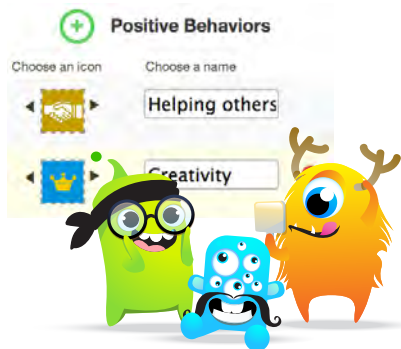 Positive Behaviors
Choose an icon Choose a name
Helping others
Creativity